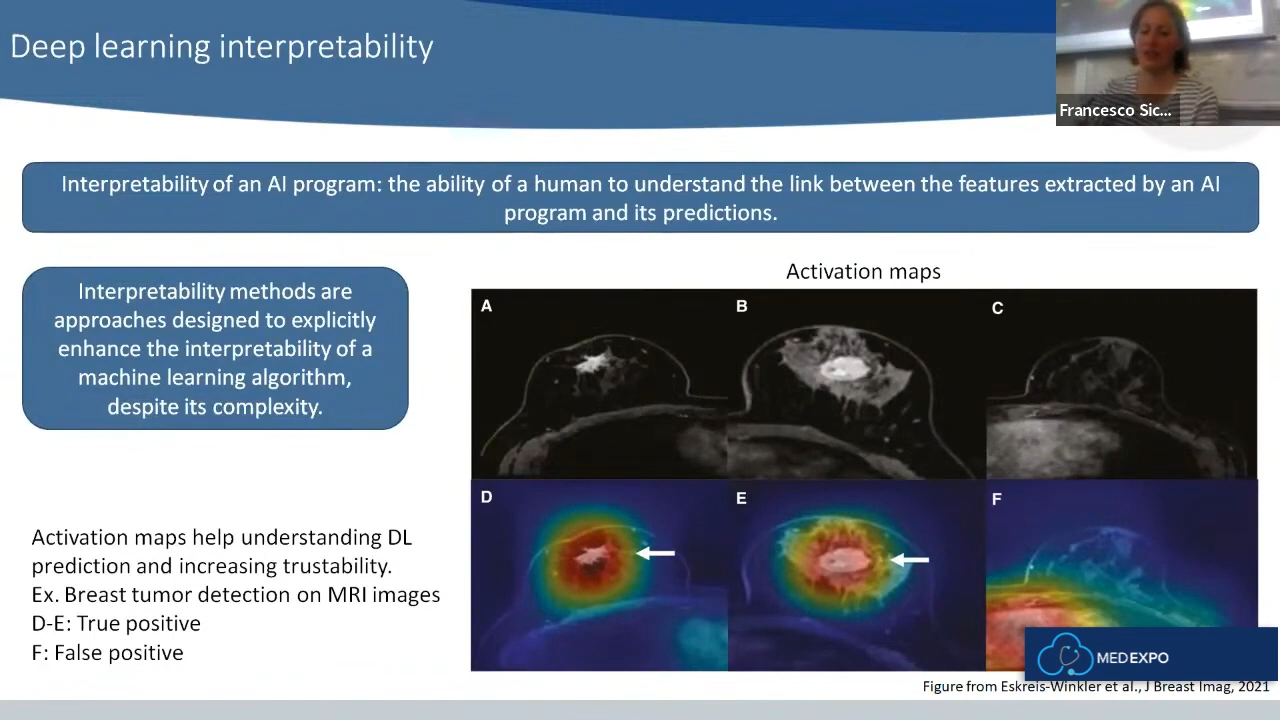 Deep learning interpretability
Francesco Sic...
Interpretability of an AI program: the ability of a human to understand the link between the features extracted by an AI
program and its predictions.
Interpretability methods are
approaches designed to explicitly
enhance the interpretability of a
machine learning algorithm,
despite its complexity.
Activation maps
A
B
C
D
E
F
Activation maps help understanding DL
prediction and increasing trustability.
Ex. Breast tumor detection on MRI images
D-E: True positive
F: False positive
MEDEXPO
Figure from Eskreis-Winkler et al., J Breast Imag, 2021